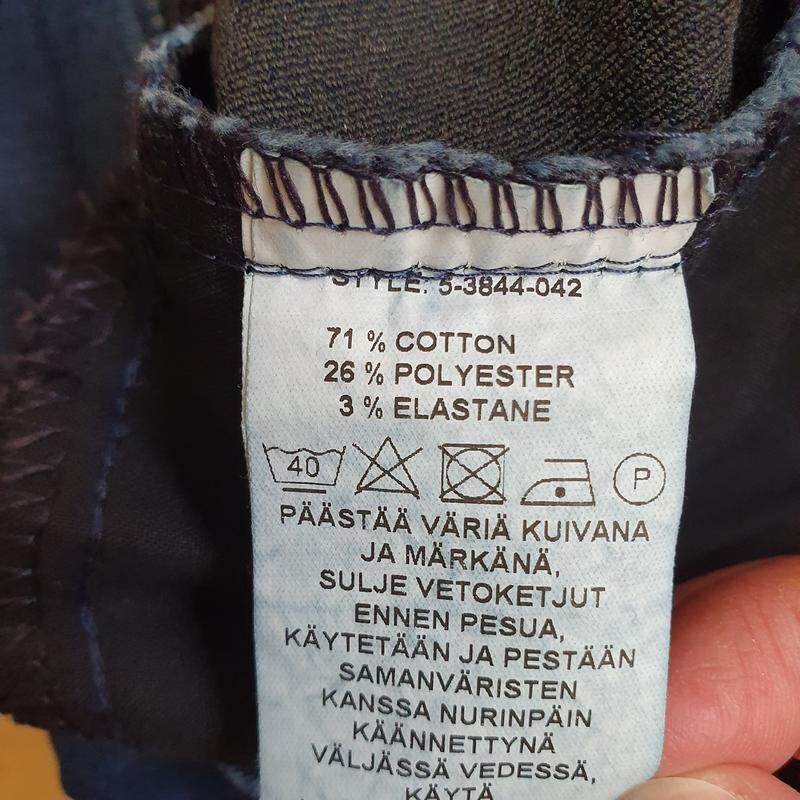 STYLE: 5-3844-042
71 % COTTON
26 % POLYESTER
3 % ELASTANE
40 P
PÄÄSTÄÄ VÄRIÄ KUIVANA
JA MÄRKÄNÄ,
SULJE VETOKETJUT
ENNEN PESUA,
KÄYTETÄÄN JA PESTÄÄN
SAMANVÄRISTEN
KANSSA NURINPÄIN
KÄÄNNETTYNÄ
VÄLJÄSSÄ VEDESSÄ,
KÄYTÄ